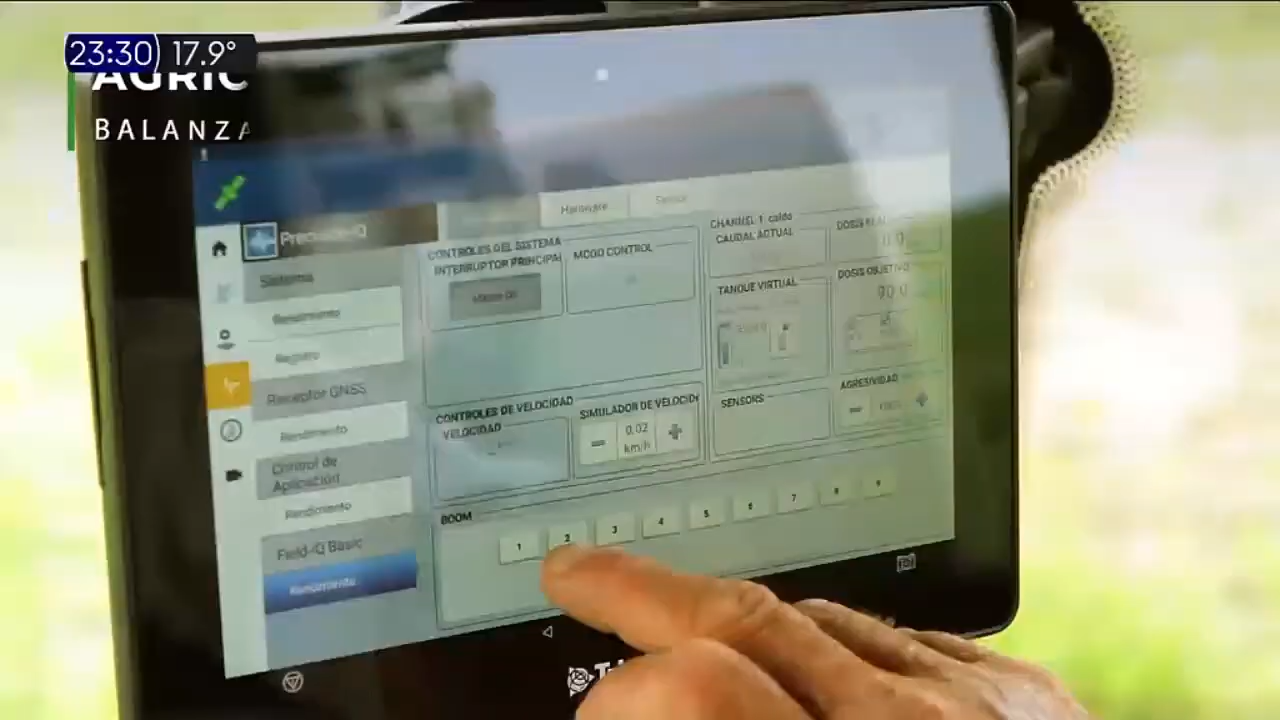 23:30 17.9°
AGRIC
BALANZA
Hardware
Sensor
Precision-IQ
Sistema
Rendimiento
Registro
Receptor GNSS
Rendimiento
Control de
Aplicación
Rendimiento
Field-IQ Basic
Rendimiento
CONTROLES DEL SISTEMA
INTERRUPTOR PRINCIPAL
MODO CONTROL
CHANNEL 1: caldo
CAUDAL ACTUAL
TANQUE VIRTUAL
DOSIS OBJETIVO
90.0
CONTROLES DE VELOCIDAD
VELOCIDAD
SIMULADOR DE VELOCID
0.02
km/h
SENSORS
AGRESIVIDAD
BOOM
1 2 3 4 5 6 7 8 9